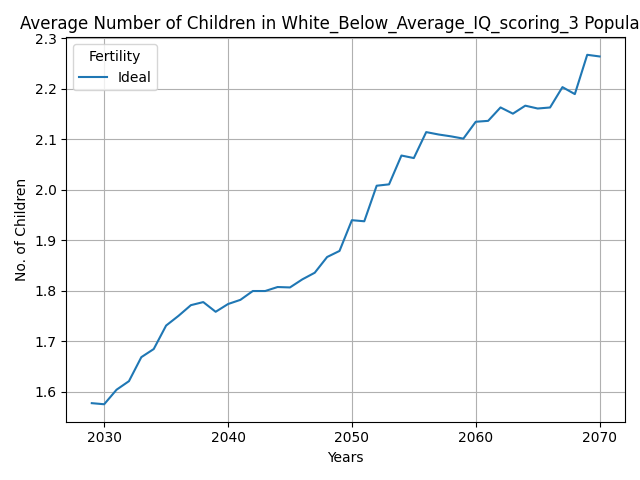 Average Number of Children in White_Below_Average_IQ_scoring_3 Popula
2.3
Fertility
Ideal
2.2
2.1
2.0
1.9
1.8
1.7
1.6
No. of Children
2030 2040 2050 2060 2070
Years